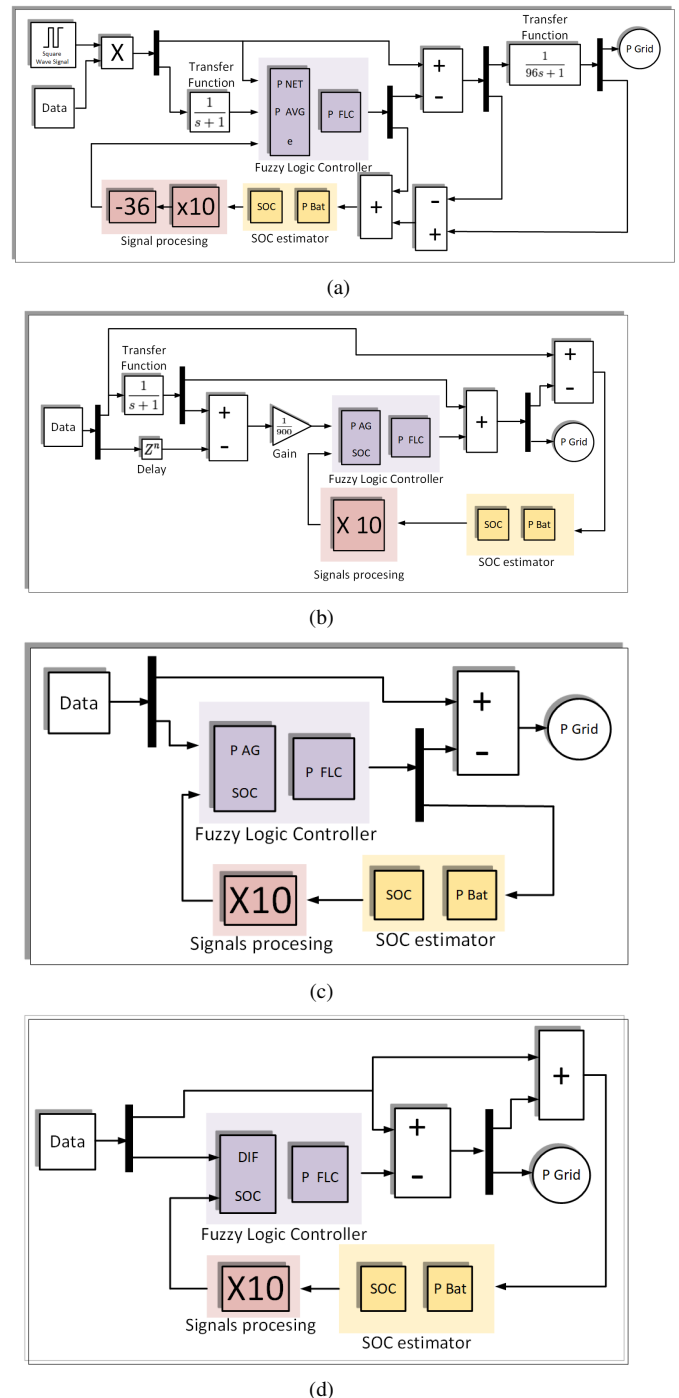 Square
Wave Signal
X
Data
Transfer
Function
1
s + 1
P NET
P AVG
e
P FLC
Fuzzy Logic Controller
+
-
Transfer
Function
1
96s + 1
P Grid
-36
x10
Signal procesing
SOC
P Bat
SOC estimator
+
-
+
(a)
Data
Transfer
Function
1
s + 1
Z^n
Delay
+
-
1
900
Gain
P AG
SOC
P FLC
Fuzzy Logic Controller
+
+
-
P Grid
X 10
Signals procesing
SOC
P Bat
SOC estimator
(b)
Data
P AG
SOC
P FLC
Fuzzy Logic Controller
+
-
P Grid
X10
Signals procesing
SOC
P Bat
SOC estimator
(c)
Data
DIF
SOC
P FLC
Fuzzy Logic Controller
+
-
+
P Grid
X10
Signals procesing
SOC
P Bat
SOC estimator
(d)